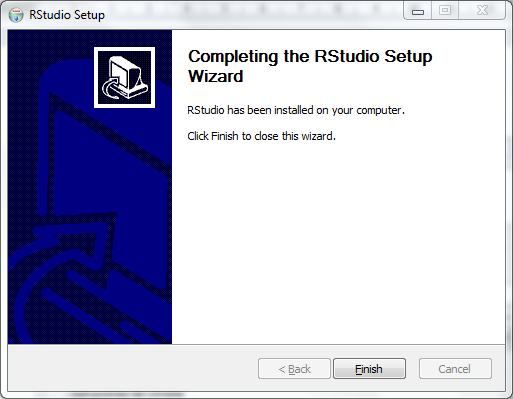 RStudio Setup
Completing the RStudio Setup
Wizard
RStudio has been installed on your computer.
Click Finish to close this wizard.
< Back
Finish
Cancel